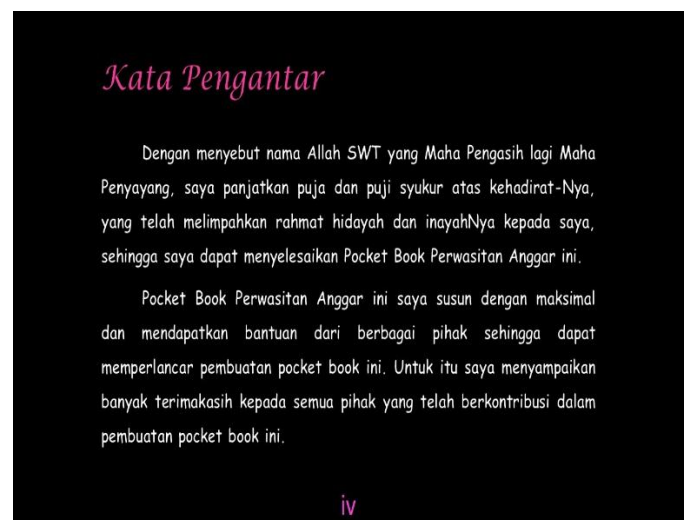 Kata Pengantar
Dengan menyebut nama Allah SWT yang Maha Pengasih lagi Maha
Penyayang, saya panjatkan puja dan puji syukur atas kehadirat-Nya,
yang telah melimpahkan rahmat hidayah dan inayahNya kepada saya,
sehingga saya dapat menyelesaikan Pocket Book Perwasitan Anggar ini.
Pocket Book Perwasitan Anggar ini saya susun dengan maksimal
dan mendapatkan bantuan dari berbagai pihak sehingga dapat
memperlancar pembuatan pocket book ini. Untuk itu saya menyampaikan
banyak terimakasih kepada semua pihak yang telah berkontribusi dalam
pembuatan pocket book ini.
iv